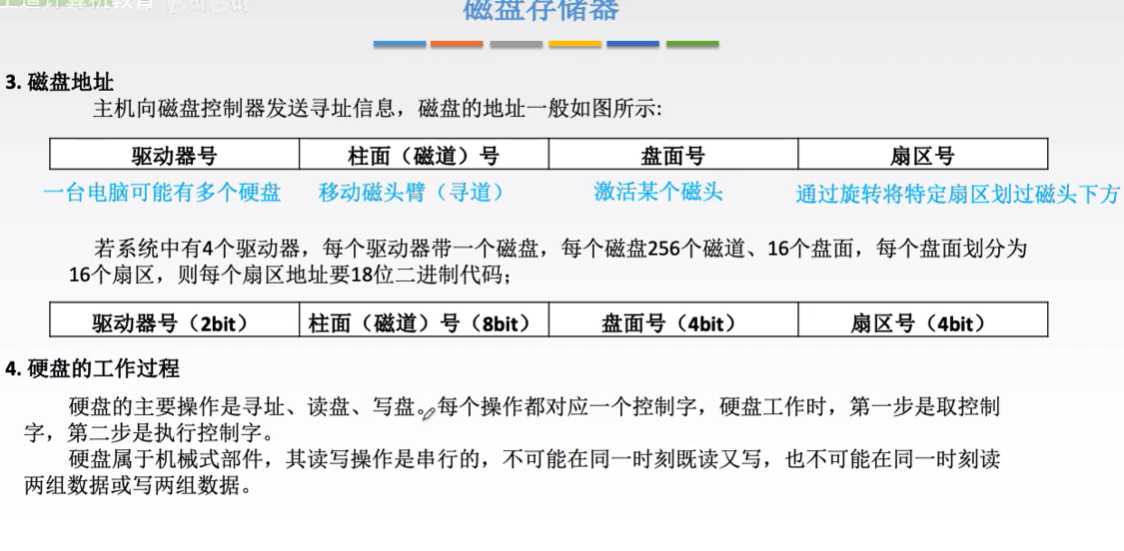 磁盘存储器
3. 磁盘地址
主机向磁盘控制器发送寻址信息，磁盘的地址一般如图所示:
驱动器号 柱面（磁道）号 盘面号 扇区号
一台电脑可能有多个硬盘 移动磁头臂（寻道） 激活某个磁头 通过旋转将特定扇区划过磁头下方
若系统中有4个驱动器，每个驱动器带一个磁盘，每个磁盘256个磁道、16个盘面，每个盘面划分为
16个扇区，则每个扇区地址要18位二进制代码；
驱动器号（2bit） 柱面（磁道）号（8bit） 盘面号（4bit） 扇区号（4bit）
4. 硬盘的工作过程
硬盘的主要操作是寻址、读盘、写盘。每个操作都对应一个控制字，硬盘工作时，第一步是取控制
字，第二步是执行控制字。
硬盘属于机械式部件，其读写操作是串行的，不可能在同一时刻既读又写，也不可能在同一时刻读
两组数据或写两组数据。